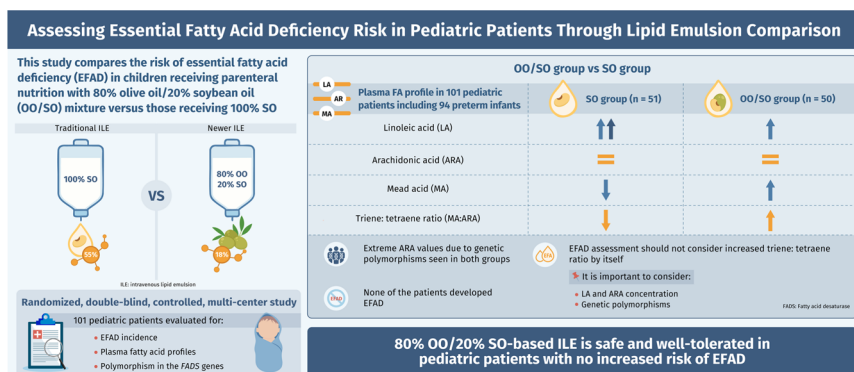 Assessing Essential Fatty Acid Deficiency Risk in Pediatric Patients Through Lipid Emulsion Comparison
This study compares the risk of essential fatty acid
deficiency (EFAD) in children receiving parenteral
nutrition with 80% olive oil/20% soybean oil
(OO/SO) mixture versus those receiving 100% SO
Traditional ILE
Newer ILE
100% SO
VS
80% OO
20% SO
55%
18%
ILE: intravenous lipid emulsion
Randomized, double-blind, controlled, multi-center study
101 pediatric patients evaluated for:
• EFAD incidence
• Plasma fatty acid profiles
• Polymorphism in the FADS genes
OO/SO group vs SO group
LA
AR
MA
Plasma FA profile in 101 pediatric
patients including 94 preterm infants
SO group (n = 51)
OO/SO group (n = 50)
Linoleic acid (LA)
Arachidonic acid (ARA)
Mead acid (MA)
Triene: tetraene ratio (MA:ARA)
Extreme ARA values due to genetic
polymorphisms seen in both groups
EFAD
None of the patients developed
EFAD
EFA
EFAD assessment should not consider increased triene: tetraene
ratio by itself
It is important to consider:
• LA and ARA concentration
• Genetic polymorphisms
FADS: Fatty acid desaturase
80% OO/20% SO-based ILE is safe and well-tolerated in
pediatric patients with no increased risk of EFAD